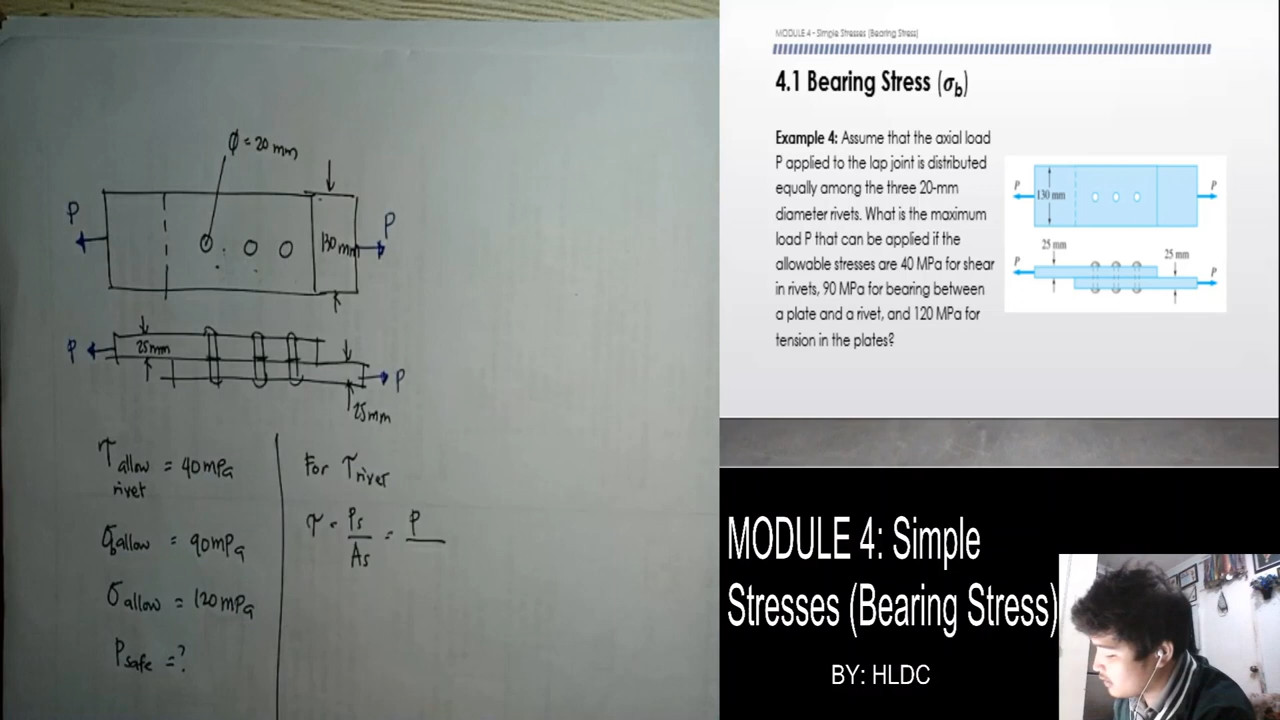 ϕ = 20 mm
P
P
130 mm
P
25mm
P
25mm
τ allow = 40 mPa
rivet
σb allow = 90 mPa
σ allow = 120 mPa
P safe = ?
For τ rivet
τ = Ps = P
As
MODULE 4 - Simple Stresses (Bearing Stress)
4.1 Bearing Stress (σb)
Example 4: Assume that the axial load
P applied to the lap joint is distributed
equally among the three 20-mm
diameter rivets. What is the maximum
load P that can be applied if the
allowable stresses are 40 MPa for shear
in rivets, 90 MPa for bearing between
a plate and a rivet, and 120 MPa for
tension in the plates?
P
130 mm
P
25 mm
25 mm
P
P
MODULE 4: Simple
Stresses (Bearing Stress)
BY: HLDC